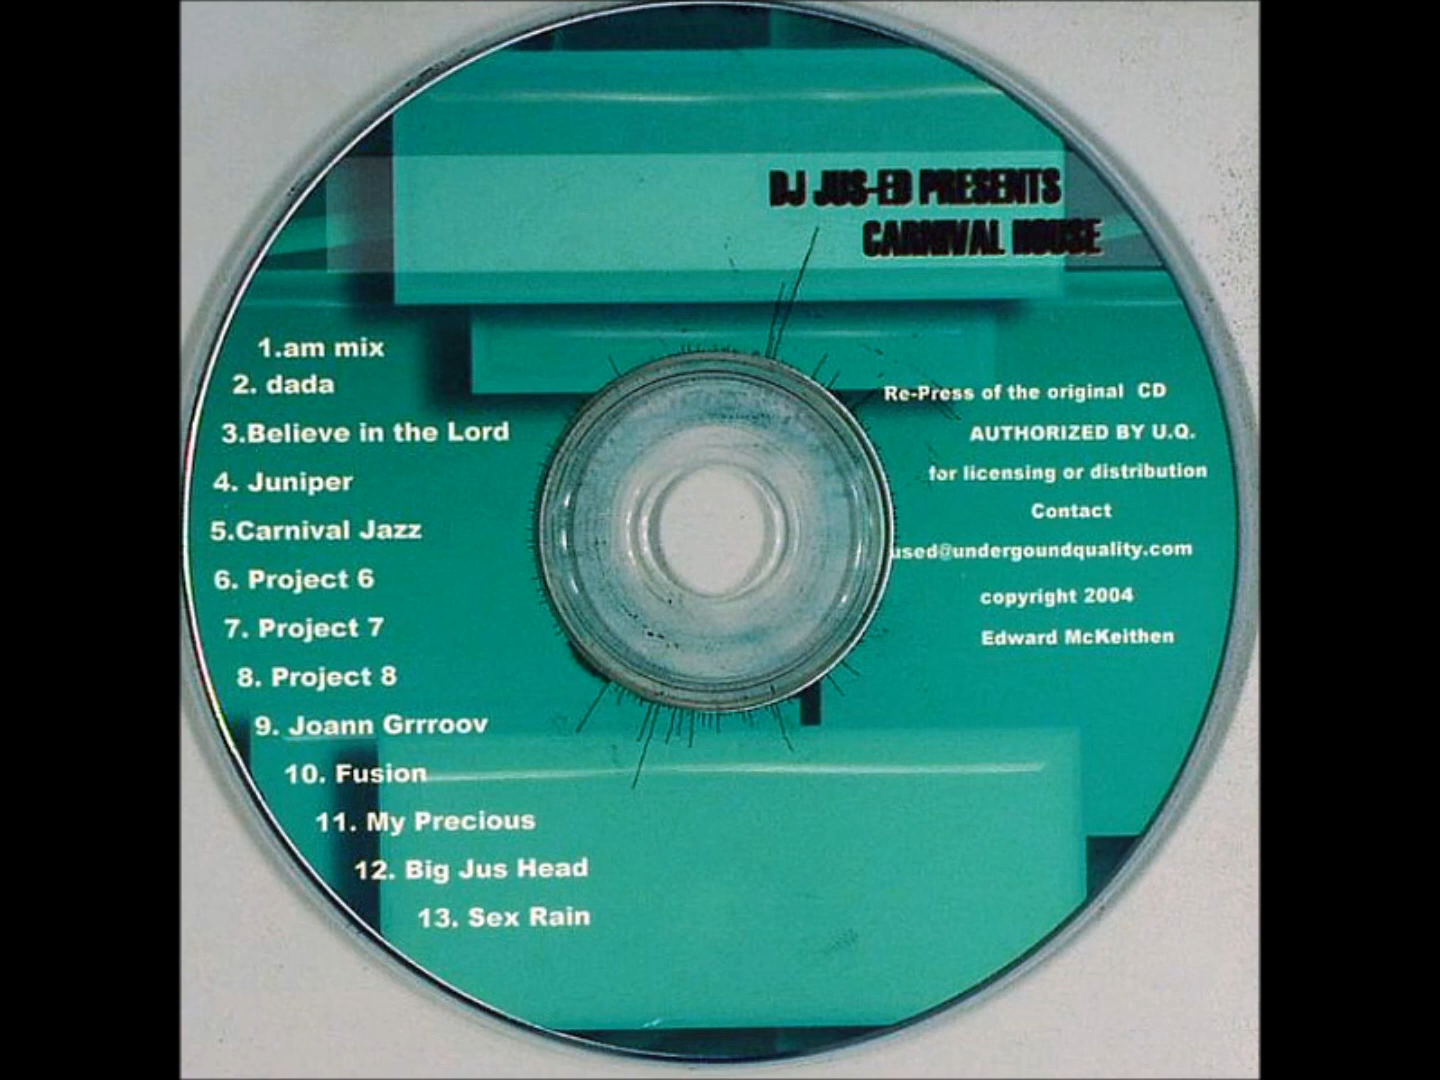 DJ JUS-ED PRESENTS
CARNIVAL HOUSE
1.am mix
2. dada
3.Believe in the Lord
4. Juniper
5.Carnival Jazz
6. Project 6
7. Project 7
8. Project 8
9. Joann Grrroov
10. Fusion
11. My Precious
12. Big Jus Head
13. Sex Rain
Re-Press of the original CD
AUTHORIZED BY U.Q.
for licensing or distribution
Contact
used@undergoundquality.com
copyright 2004
Edward McKeithen